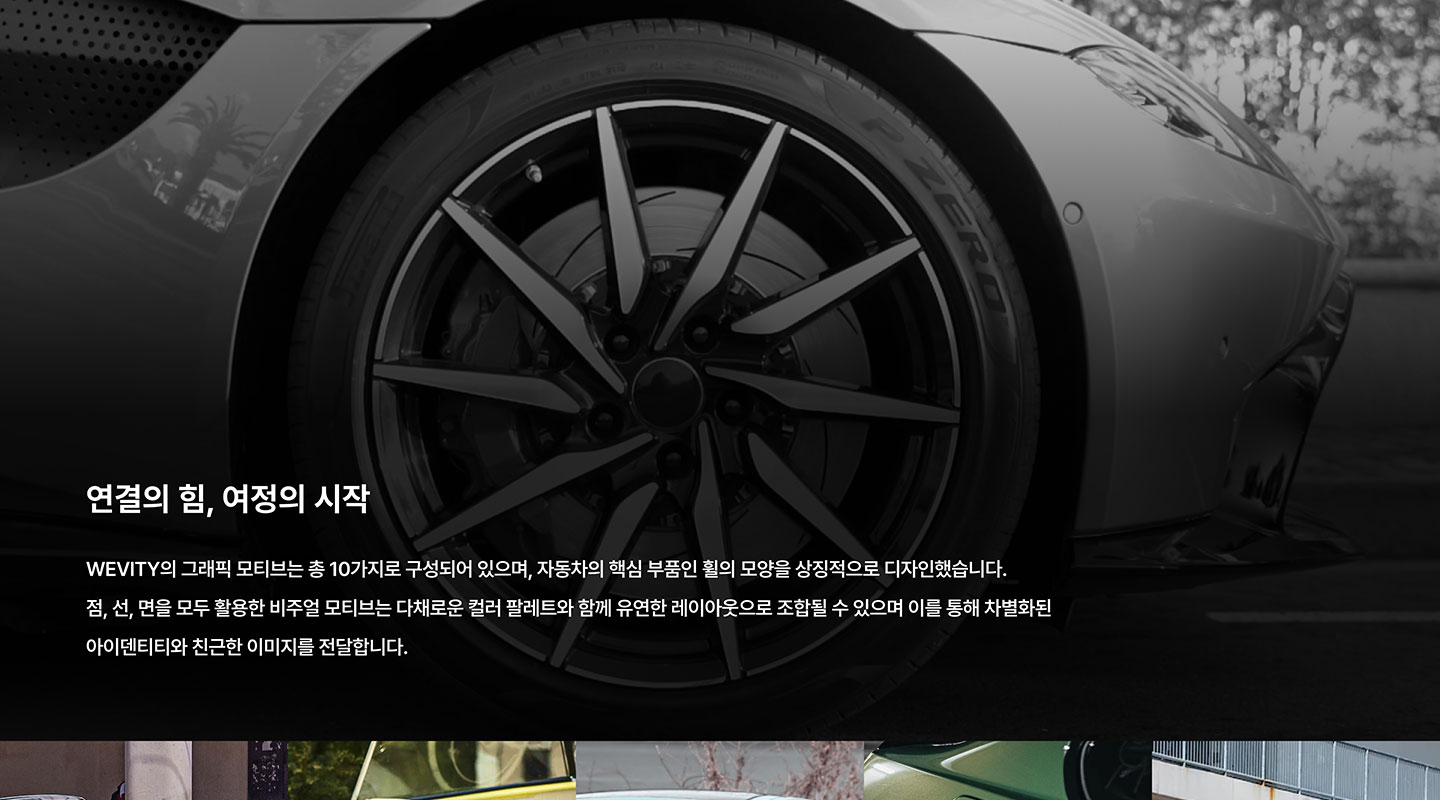 P ZERO
연결의 힘, 여정의 시작
WEVITY의 그래픽 모티브는 총 10가지로 구성되어 있으며, 자동차의 핵심 부품인 휠의 모양을 상징적으로 디자인했습니다.
점, 선, 면을 모두 활용한 비주얼 모티브는 다채로운 컬러 팔레트와 함께 유연한 레이아웃으로 조합될 수 있으며 이를 통해 차별화된
아이덴티티와 친근한 이미지를 전달합니다.